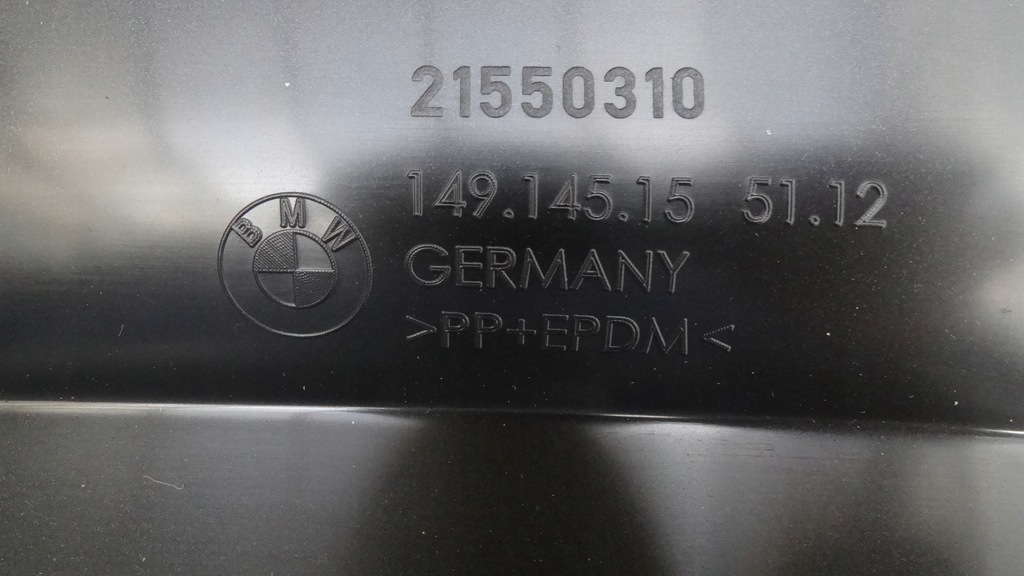 21550310
149.145.15 51.12
BMW
GERMANY
>PP+EPDM<